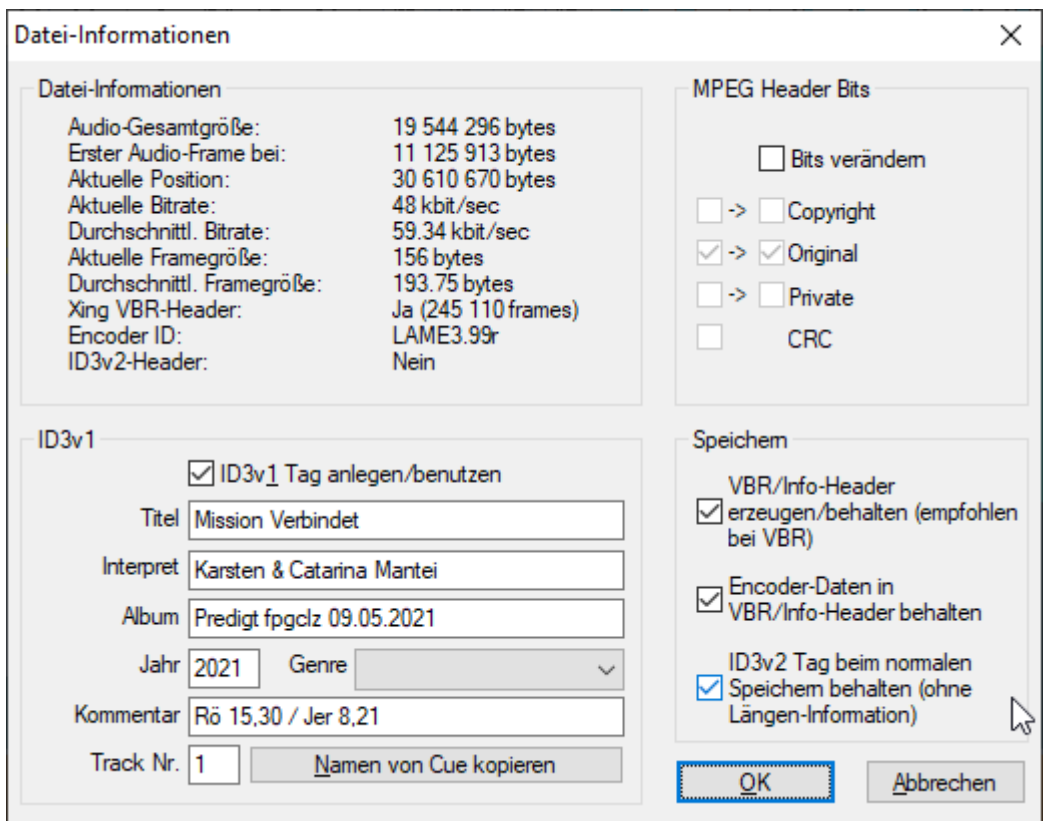 Datei-Informationen
Datei-Informationen
Audio-Gesamtgröße: 19 544 296 bytes
Erster Audio-Frame bei: 11 125 913 bytes
Aktuelle Position: 30 610 670 bytes
Aktuelle Bitrate: 48 kbit/sec
Durchschnittl. Bitrate: 59.34 kbit/sec
Aktuelle Framegröße: 156 bytes
Durchschnittl. Framegröße: 193.75 bytes
Xing VBR-Header: Ja (245 110 frames)
Encoder ID: LAME3.99r
ID3v2-Header: Nein
MPEG Header Bits
Bits verändern
-> Copyright
-> Original
-> Private
CRC
ID3v1
ID3v1 Tag anlegen/benutzen
Titel Mission Verbindet
Interpret Karsten & Catarina Mantei
Album Predigt fpgclz 09.05.2021
Jahr 2021 Genre
Kommentar Rö 15,30 / Jer 8,21
Track Nr. 1 Namen von Cue kopieren
Speichern
VBR/Info-Header
erzeugen/behalten (empfohlen
bei VBR)
Encoder-Daten in
VBR/Info-Header behalten
ID3v2 Tag beim normalen
Speichern behalten (ohne
Längen-Information)
OK Abbrechen